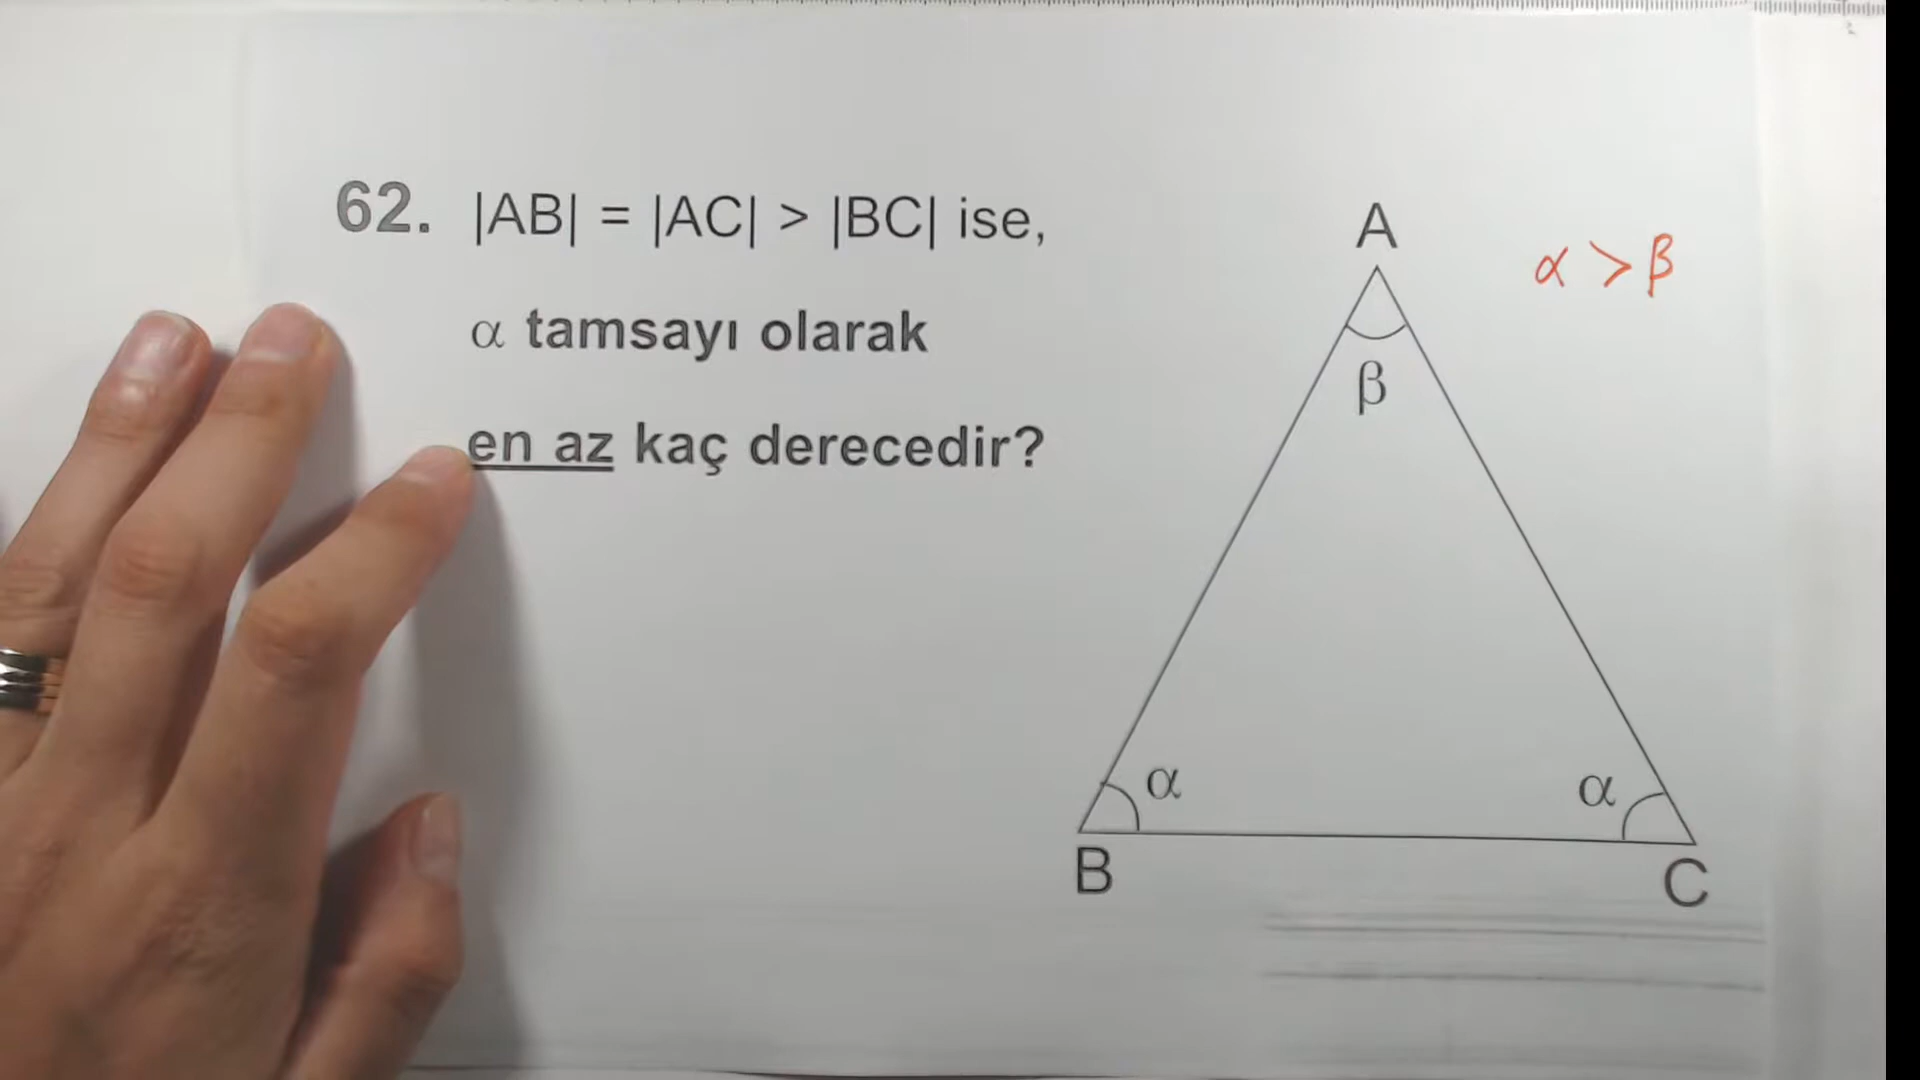 62. |AB| = |AC| > |BC| ise,
α tamsayı olarak
en az kaç derecedir?
A
α > β
β
α
α
B
C